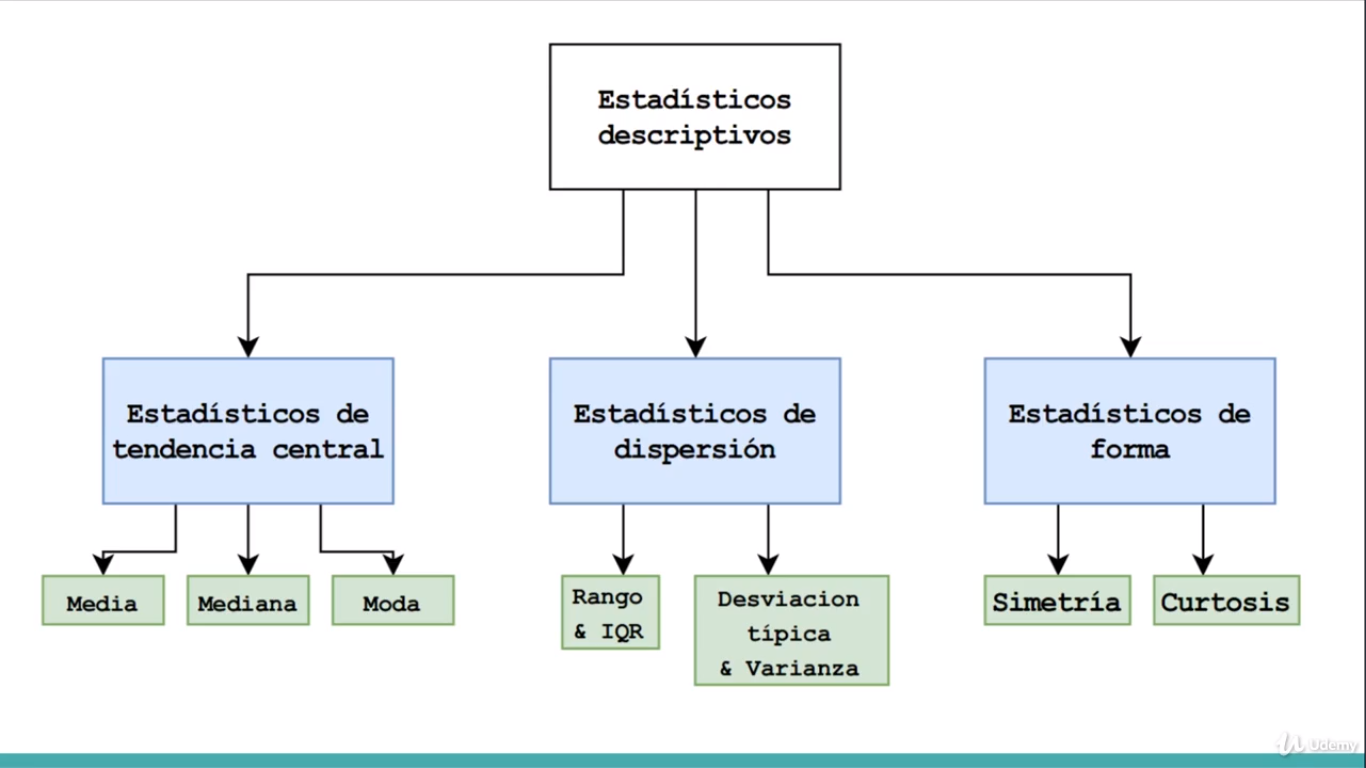 Estadísticos
descriptivos
Estadísticos de
tendencia central
Estadísticos de
dispersión
Estadísticos de
forma
Media
Mediana
Moda
Rango
& IQR
Desviacion
típica
& Varianza
Simetría
Curtosis
Udemy